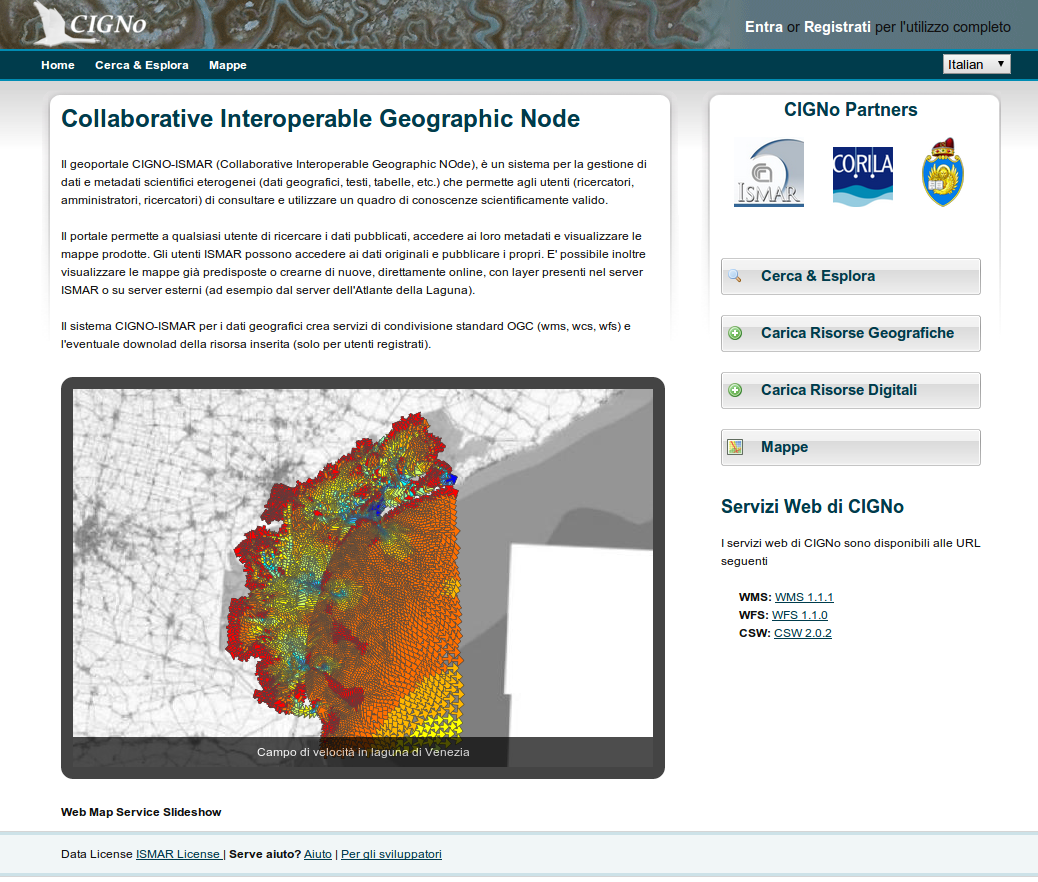 CIGNo
Entra or Registrati per l'utilizzo completo
Home Cerca & Esplora Mappe
Italian
Collaborative Interoperable Geographic Node
Il geoportale CIGNO-ISMAR (Collaborative Interoperable Geographic NOde), è un sistema per la gestione di
dati e metadati scientifici eterogenei (dati geografici, testi, tabelle, etc.) che permette agli utenti (ricercatori,
amministratori, ricercatori) di consultare e utilizzare un quadro di conoscenze scientificamente valido.
Il portale permette a qualsiasi utente di ricercare i dati pubblicati, accedere ai loro metadati e visualizzare le
mappe prodotte. Gli utenti ISMAR possono accedere ai dati originali e pubblicare i propri. E' possibile inoltre
visualizzare le mappe già predisposte o crearne di nuove, direttamente online, con layer presenti nel server
ISMAR o su server esterni (ad esempio dal server dell'Atlante della Laguna).
Il sistema CIGNO-ISMAR per i dati geografici crea servizi di condivisione standard OGC (wms, wcs, wfs) e
l'eventuale downolad della risorsa inserita (solo per utenti registrati).
Campo di velocità in laguna di Venezia
Web Map Service Slideshow
CIGNo Partners
ISMAR
CORILA
Cerca & Esplora
Carica Risorse Geografiche
Carica Risorse Digitali
Mappe
Servizi Web di CIGNo
I servizi web di CIGNo sono disponibili alle URL
seguenti
WMS: WMS 1.1.1
WFS: WFS 1.1.0
CSW: CSW 2.0.2
Data License ISMAR License | Serve aiuto? Aiuto | Per gli sviluppatori